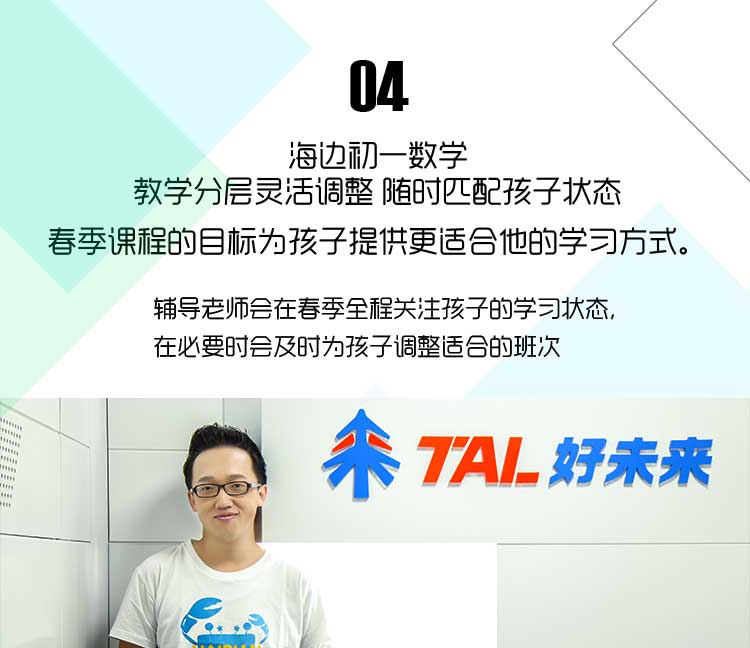 04
海边初一数学
教学分层灵活调整 随时匹配孩子状态
春季课程的目标为孩子提供更适合他的学习方式。
辅导老师会在春季全程关注孩子的学习状态,
在必要时会及时为孩子调整适合的班次
TAL 好未来